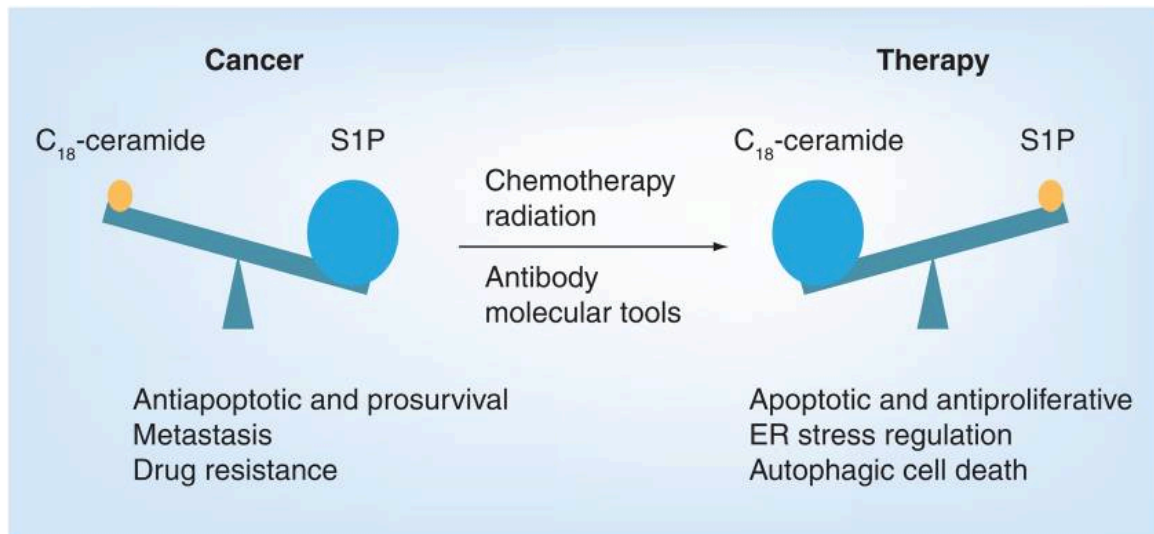 Cancer
C₁₈-ceramide
S1P
Antiapoptotic and prosurvival
Metastasis
Drug resistance
Chemotherapy
radiation
Antibody
molecular tools
Therapy
C₁₈-ceramide
S1P
Apoptotic and antiproliferative
ER stress regulation
Autophagic cell death